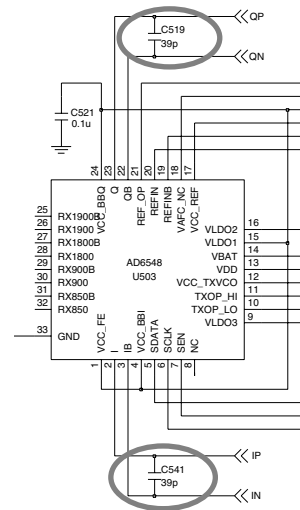 QP
C519
39p
QN
C521
0.1u
24 23 22 21 20 19 18 17
VCC_BBQ
Q
QB
REF_OP
REFIN
REFINB
VAFC_NC
VCC_REF
25 RX1900B
26 RX1900
27 RX1800B
28 RX1800
29 RX900B
30 RX900
31 RX850B
32 RX850
33 GND
AD6548
U503
VLDO2 16
VLDO1 15
VBAT 14
VDD 13
VCC_TXVCO 12
TXOP_HI 11
TXOP_LO 10
VLDO3 9
VCC_FE
I
IB
VCC_BBI
SDATA
SCLK
SEN
NC
1 2 3 4 5 6 7 8
IP
C541
39p
IN